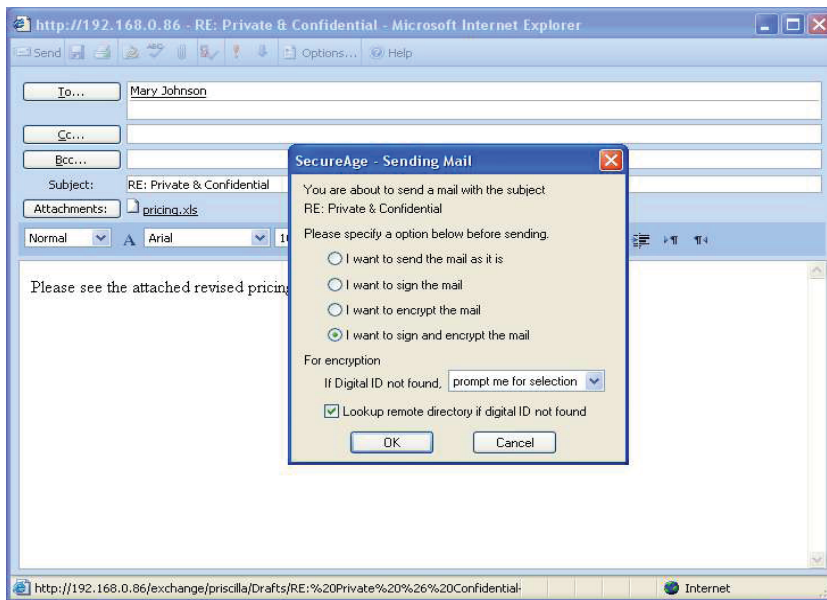 http://192.168.0.86 - RE: Private & Confidential - Microsoft Internet Explorer
Send Options... Help
To... Mary Johnson
Cc...
Bcc...
Subject: RE: Private & Confidential
Attachments: pricing.xls
Normal A Arial
Please see the attached revised pricing
SecureAge - Sending Mail
You are about to send a mail with the subject
RE: Private & Confidential
Please specify a option below before sending.
I want to send the mail as it is
I want to sign the mail
I want to encrypt the mail
I want to sign and encrypt the mail
For encryption
If Digital ID not found, prompt me for selection
Lookup remote directory if digital ID not found
OK Cancel
http://192.168.0.86/exchange/priscilla/Drafts/RE:%20Private%20%26%20Confidential- Internet